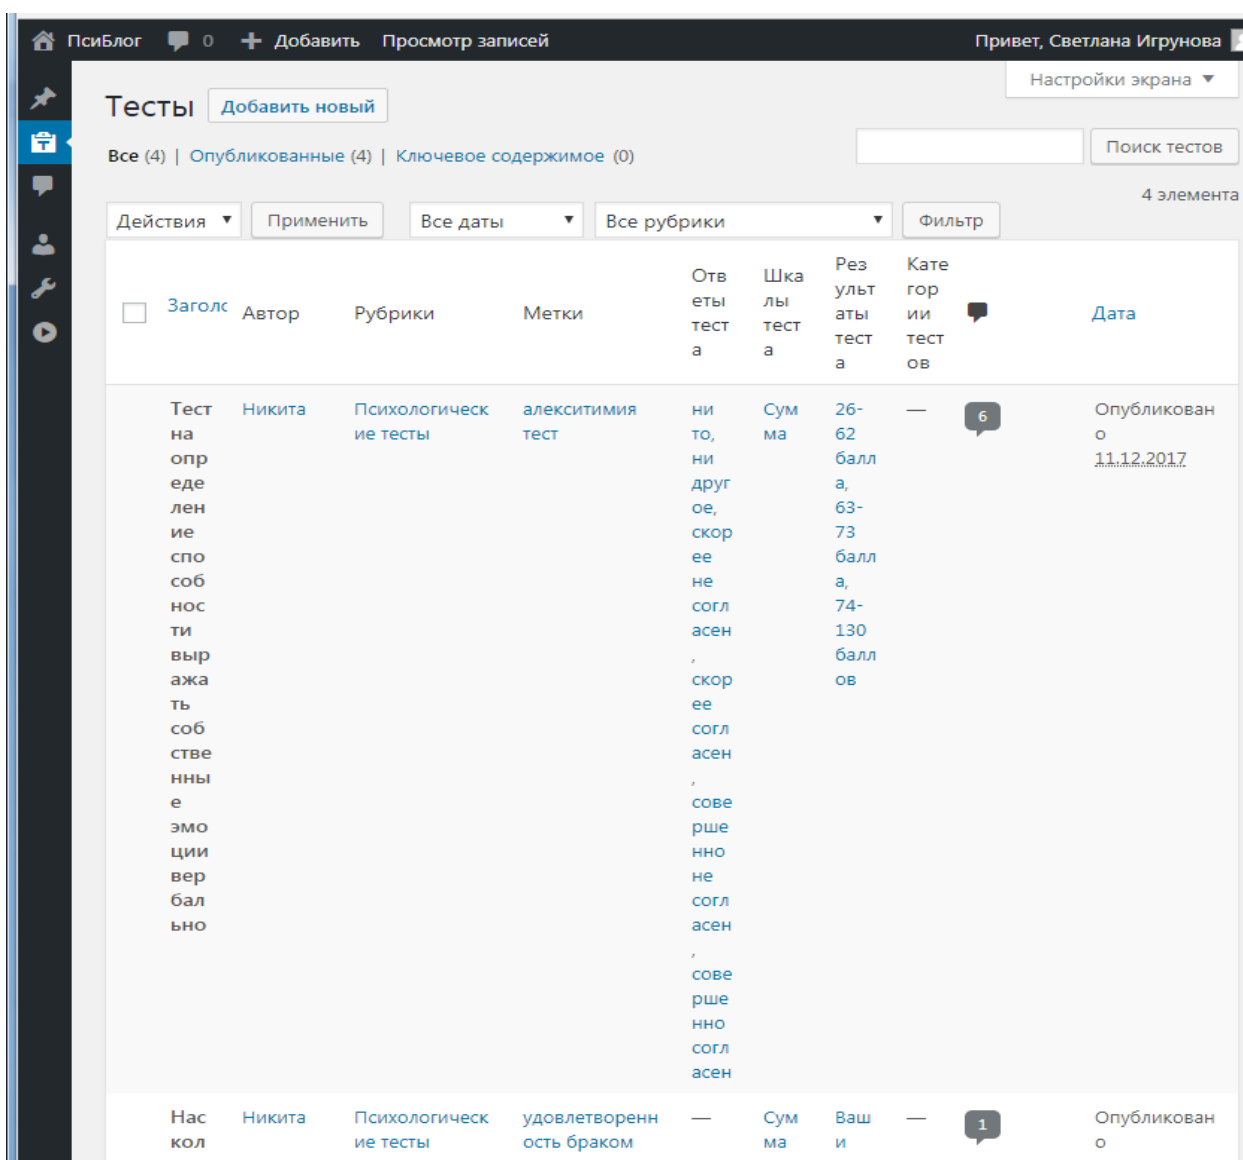 ПсиБлог 0 Добавить Просмотр записей Привет, Светлана Игрунова
Настройки экрана
Тесты Добавить новый
Все (4) | Опубликованные (4) | Ключевое содержимое (0)
Поиск тестов
4 элемента
Действия Применить Все даты Все рубрики Фильтр
Заголо
Автор
Рубрики
Метки
Отв
еты
тест
а
Шка
лы
тест
а
Рез
ульт
аты
тест
а
Кате
гор
ии
тест
ов
Дата
Тест
на
опр
еде
лен
ие
спо
соб
нос
ти
выр
ажа
ть
соб
стве
нны
е
эмо
ции
вер
бал
ьно
Никита
Психологическ
ие тесты
алекситимия
тест
ни
то,
ни
друг
ое,
скор
ее
не
согл
асен
,
скор
ее
согл
асен
,
сове
рше
нно
не
согл
асен
,
сове
рше
нно
согл
асен
Сум
ма
26-
62
балл
а,
63-
73
балл
а,
74-
130
балл
ов
—
6
Опубликован
о
11.12.2017
Нас
кол
Никита
Психологическ
ие тесты
удовлетворенн
ость браком
—
Сум
ма
Ваш
и
—
1
Опубликован
о